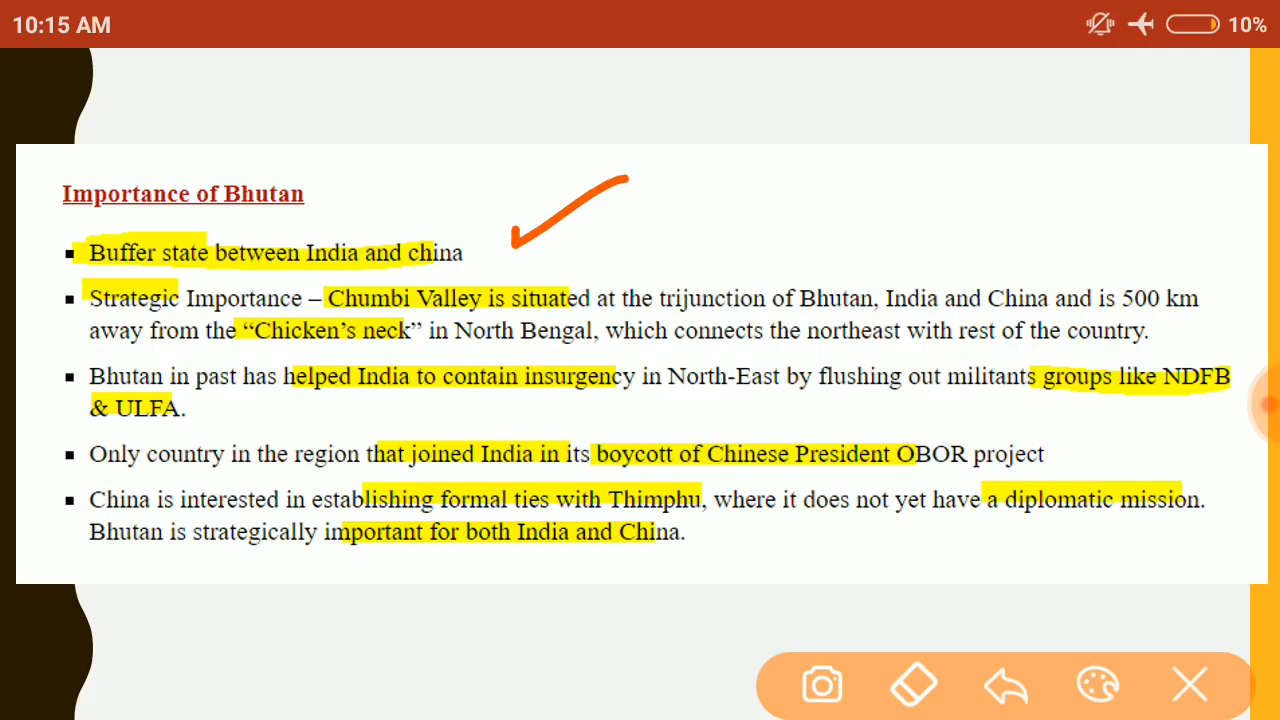 10:15 AM
10%
Importance of Bhutan
▪ Buffer state between India and china
▪ Strategic Importance – Chumbi Valley is situated at the trijunction of Bhutan, India and China and is 500 km
away from the “Chicken’s neck” in North Bengal, which connects the northeast with rest of the country.
▪ Bhutan in past has helped India to contain insurgency in North-East by flushing out militants groups like NDFB
& ULFA.
▪ Only country in the region that joined India in its boycott of Chinese President OBOR project
▪ China is interested in establishing formal ties with Thimphu, where it does not yet have a diplomatic mission.
Bhutan is strategically important for both India and China.